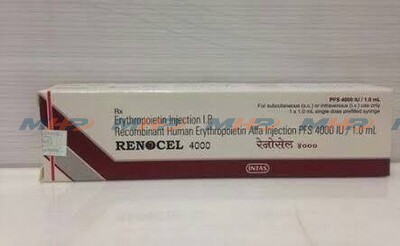 PFS 4000 IU / 1.0 mL
For subcutaneous (s.c.) or intravenous (i.v.) use only
1 x 1.0 mL single dose prefilled syringe
Rx
Erythropoietin Injection I.P.
Recombinant Human Erythropoietin Alfa Injection PFS 4000 IU / 1.0 mL
RENOCEL 4000
रेनोसेल ४०००
INTAS